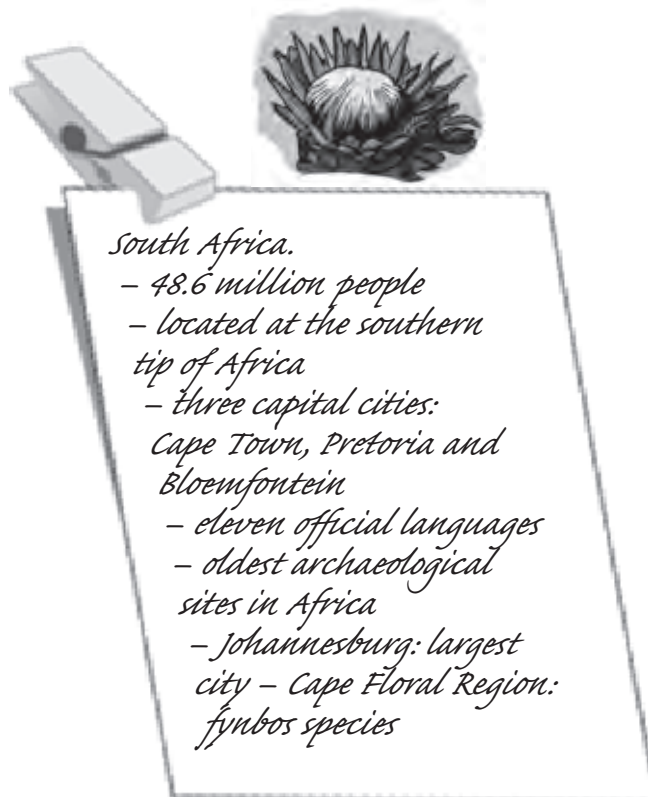 South Africa.
– 48.6 million people
– located at the southern
tip of Africa
– three capital cities:
Cape Town, Pretoria and
Bloemfontein
– eleven official languages
– oldest archaeological
sites in Africa
– Johannesburg: largest
city – Cape Floral Region:
fynbos species